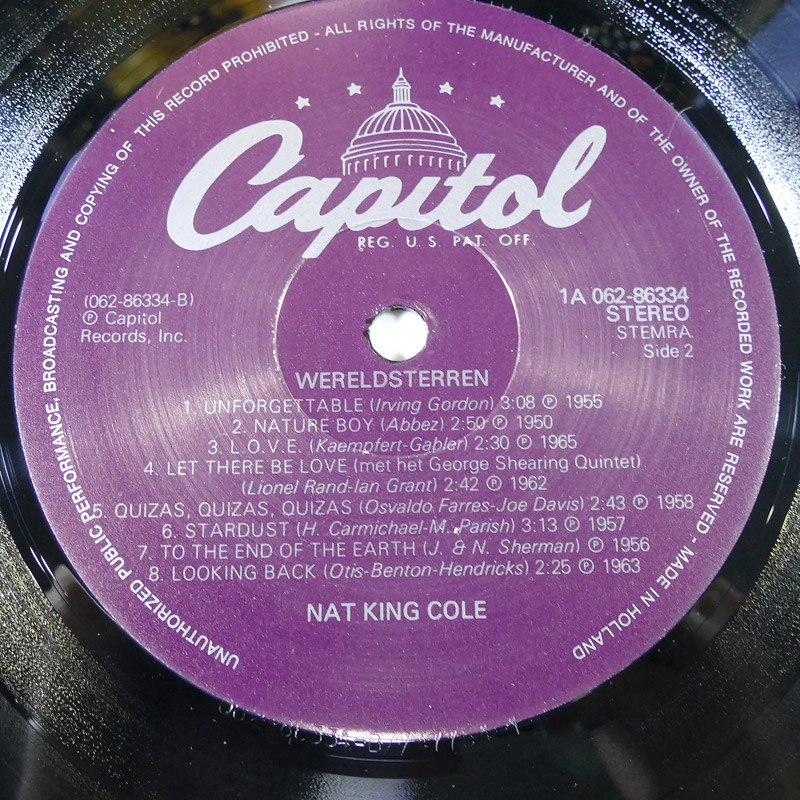 UNAUTHORIZED PUBLIC PERFORMANCE, BROADCASTING AND COPYING OF THIS RECORD PROHIBITED - ALL RIGHTS OF THE MANUFACTURER AND OF THE OWNER OF THE RECORDED WORK ARE RESERVED - MADE IN HOLLAND
Capitol
REG. U.S. PAT. OFF.
(062-86334-B)
℗ Capitol
Records, Inc.
1A 062-86334
STEREO
STEMRA
Side 2
WERELDSTERREN
1. UNFORGETTABLE (Irving Gordon) 3:08 ℗ 1955
2. NATURE BOY (Abbez) 2:50 ℗ 1950
3. L.O.V.E. (Kaempfert-Gabler) 2:30 ℗ 1965
4. LET THERE BE LOVE (met het George Shearing Quintet)
(Lionel Rand-Ian Grant) 2:42 ℗ 1962
5. QUIZAS, QUIZAS, QUIZAS (Osvaldo Farres-Joe Davis) 2:43 ℗ 1958
6. STARDUST (H. Carmichael-M. Parish) 3:13 ℗ 1957
7. TO THE END OF THE EARTH (J. & N. Sherman) ℗ 1956
8. LOOKING BACK (Otis-Benton-Hendricks) 2:25 ℗ 1963
NAT KING COLE